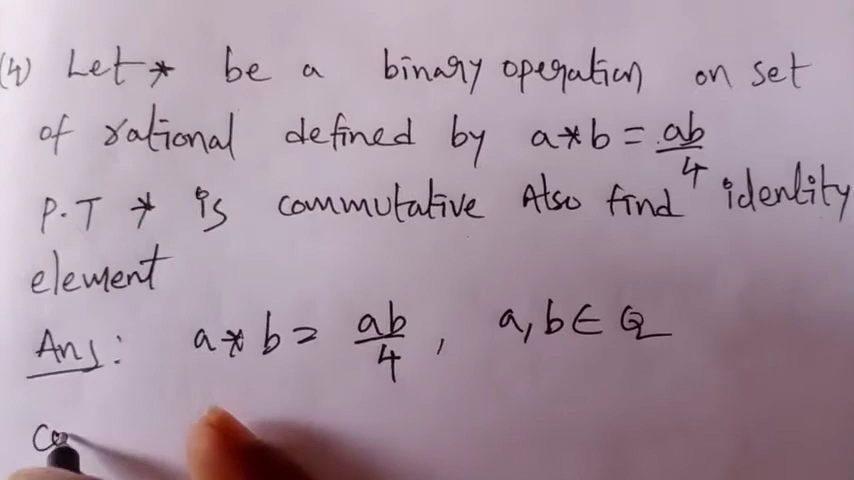 (4) Let * be a binary operation on set
of rational defined by a*b = ab/4
P.T * is commutative Also find identity
element
Ans: a*b = ab/4, a,b∈Q
Co